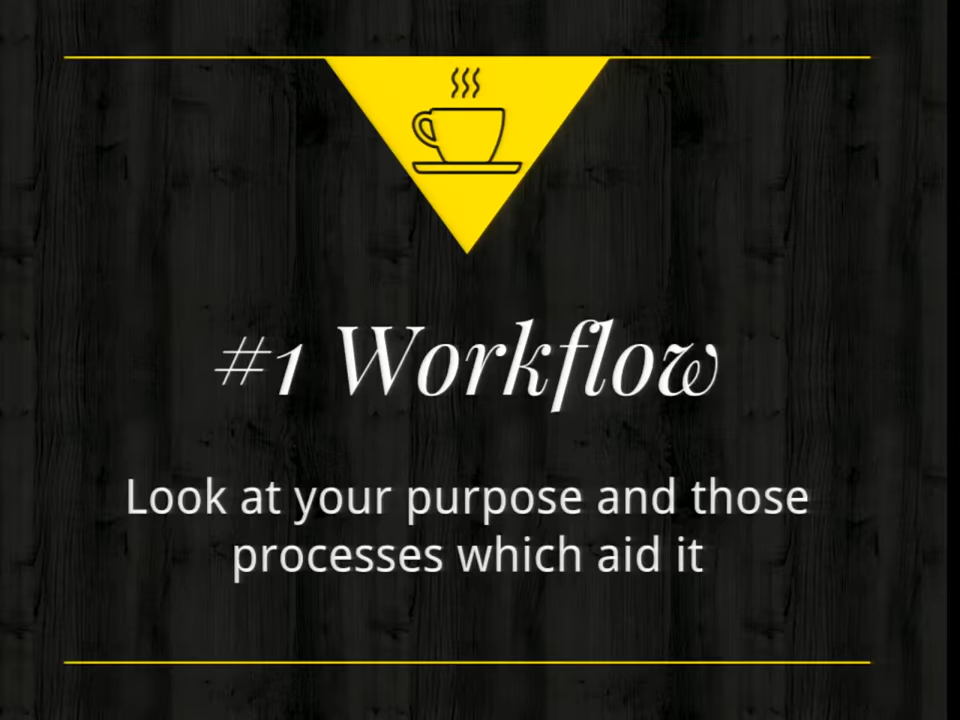 #1 Workflow
Look at your purpose and those
processes which aid it